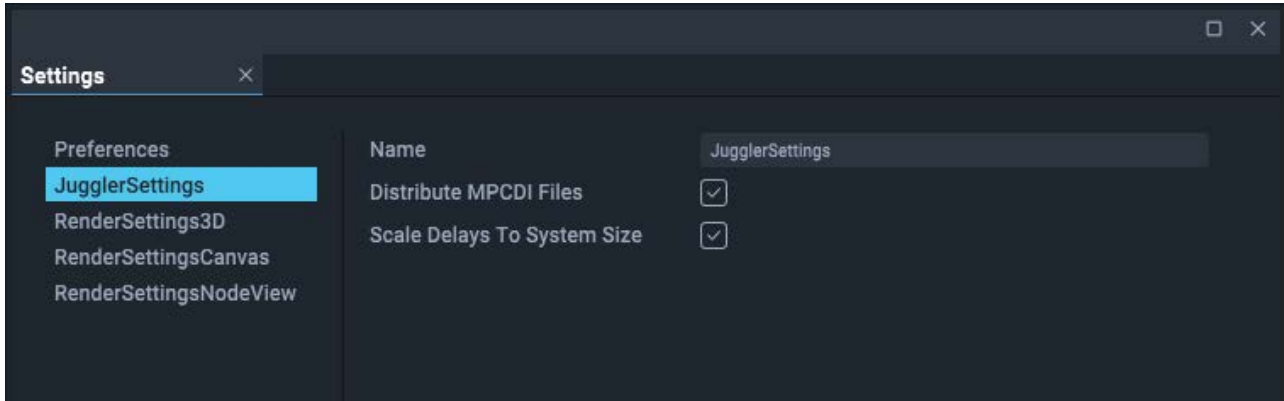 Settings
Preferences
JugglerSettings
RenderSettings3D
RenderSettingsCanvas
RenderSettingsNodeView
Name JugglerSettings
Distribute MPCDI Files
Scale Delays To System Size